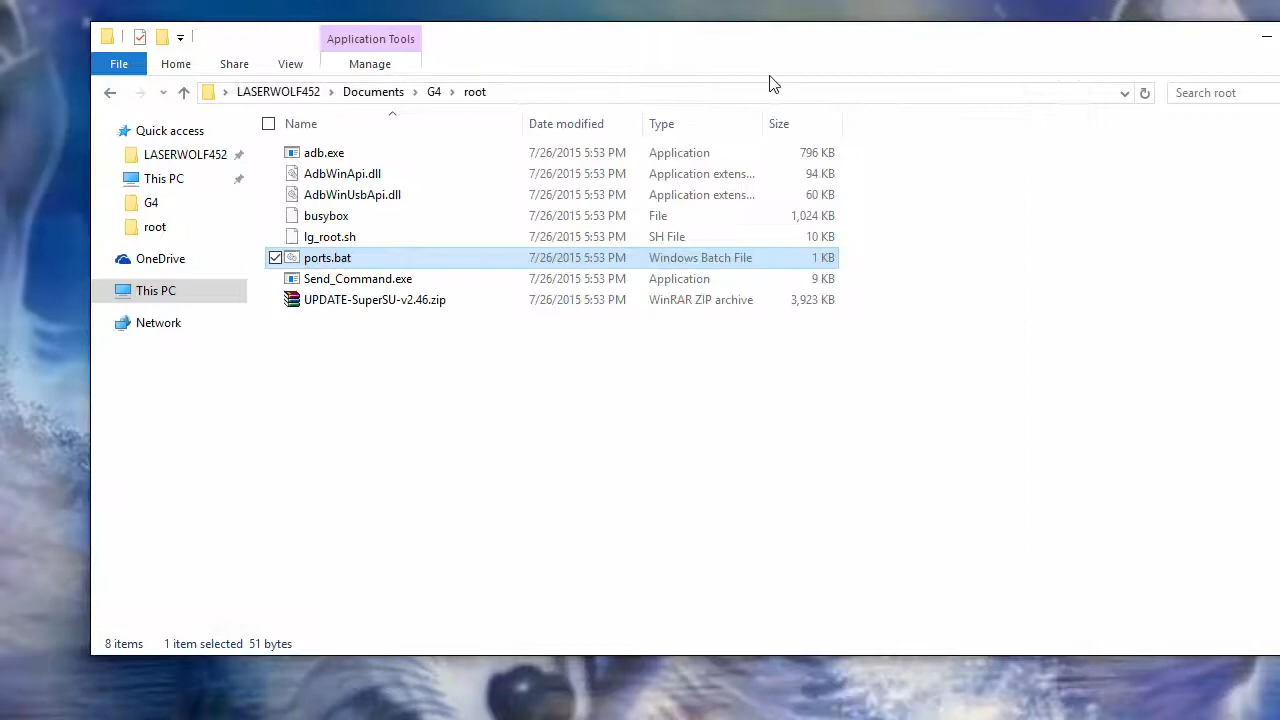 Application Tools
File Home Share View Manage
LASERWOLF452 Documents G4 root Search root
Name Date modified Type Size
Quick access
LASERWOLF452
This PC
G4
root
OneDrive
This PC
Network
adb.exe 7/26/2015 5:53 PM Application 796 KB
AdbWinApi.dll 7/26/2015 5:53 PM Application extens... 94 KB
AdbWinUsbApi.dll 7/26/2015 5:53 PM Application extens... 60 KB
busybox 7/26/2015 5:53 PM File 1,024 KB
lg_root.sh 7/26/2015 5:53 PM SH File 10 KB
ports.bat 7/26/2015 5:53 PM Windows Batch File 1 KB
Send_Command.exe 7/26/2015 5:53 PM Application 9 KB
UPDATE-SuperSU-v2.46.zip 7/26/2015 5:53 PM WinRAR ZIP archive 3,923 KB
8 items 1 item selected 51 bytes